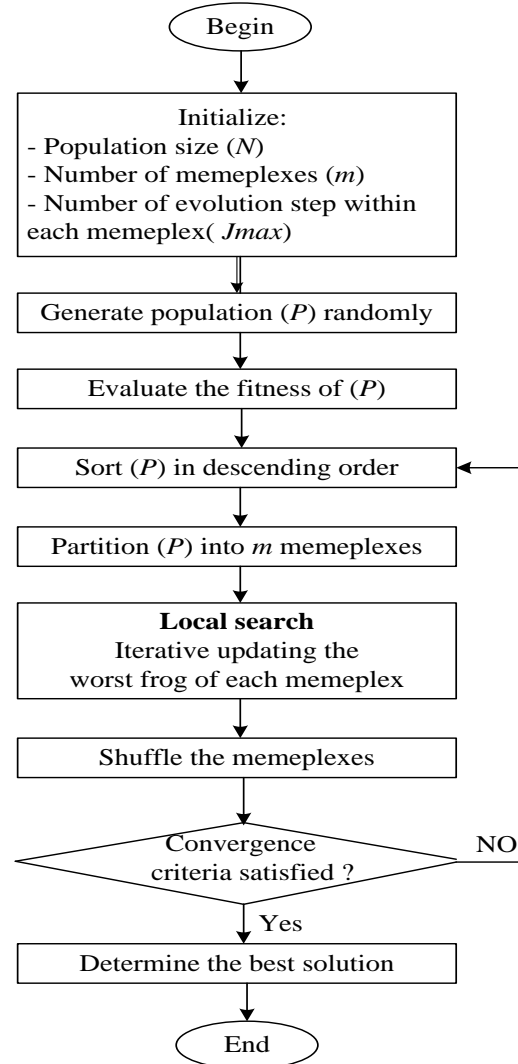 Begin
Initialize:
- Population size (N)
- Number of memeplexes (m)
- Number of evolution step within
each memeplex( Jmax)
Generate population (P) randomly
Evaluate the fitness of (P)
Sort (P) in descending order
Partition (P) into m memeplexes
Local search
Iterative updating the
worst frog of each memeplex
Shuffle the memeplexes
Convergence
criteria satisfied ?
NO
Yes
Determine the best solution
End